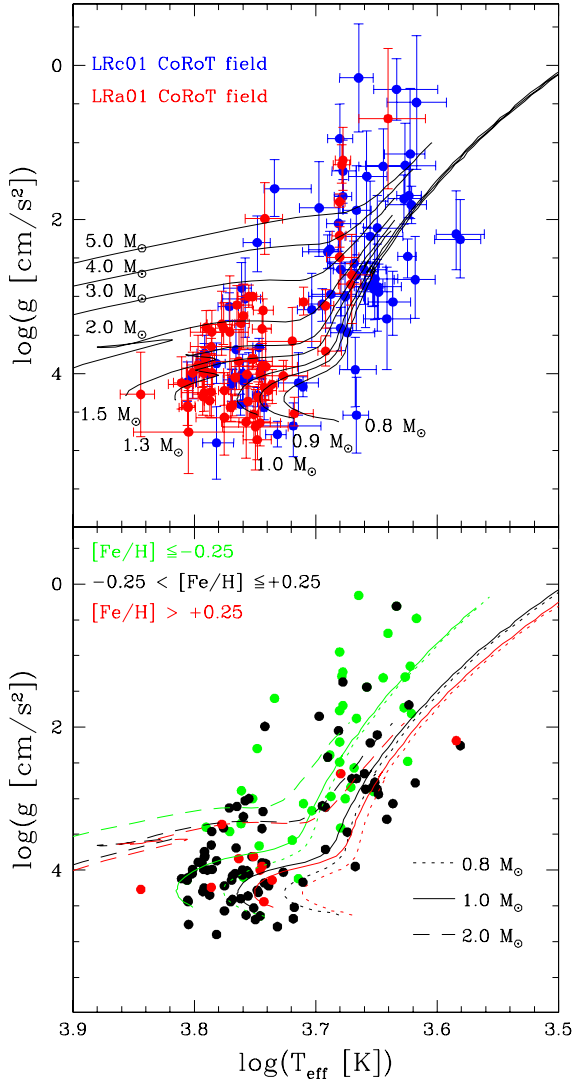 0
LRc01 CoRoT field
LRa01 CoRoT field
2
log(g [cm/s²])
5.0 M☉
4.0 M☉
3.0 M☉
2.0 M☉
4
1.5 M☉
1.3 M☉
1.0 M☉
0.9 M☉
0.8 M☉
[Fe/H] ≦−0.25
−0.25 < [Fe/H] ≦+0.25
[Fe/H] > +0.25
0
2
log(g [cm/s²])
4
0.8 M☉
1.0 M☉
2.0 M☉
3.9
3.8
3.7
3.6
3.5
log(Teff [K])